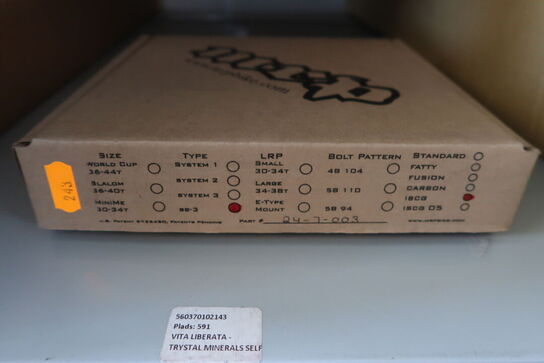 mrp
www.mrpbike.com
243
Size
World Cup
36-44T
Slalom
36-40T
MiniMe
30-34T
Type
System 1
System 2
System 3
SB-3
LRP
Small
30-34T
Large
34-38T
E-Type
Mount
Bolt Pattern
4B 104
5B 110
5B 94
Standard
Fatty
Fusion
Carbon
ISCG
ISCG 05
U.S. Patent 5725450, Patents Pending
Part # 24-7-003
www.mrpbike.com
560370102143
Plads: 591
VITA LIBERATA -
TRYSTAL MINERALS SELF